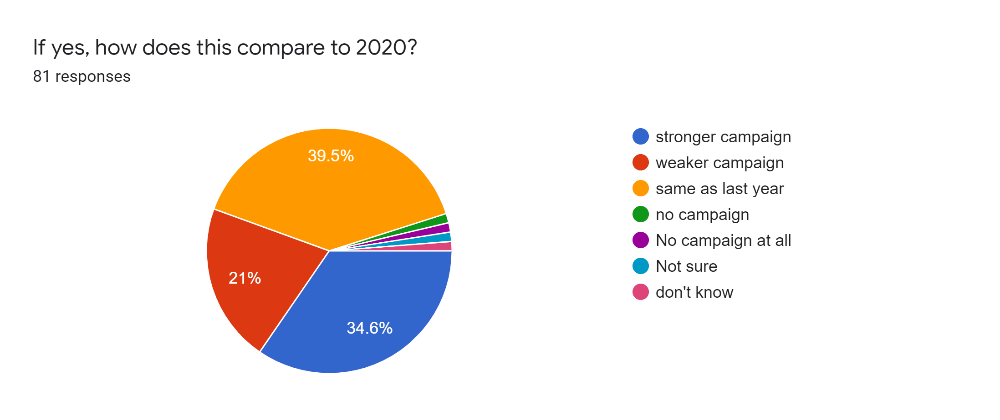 If yes, how does this compare to 2020?
81 responses
39.5%
21%
34.6%
stronger campaign
weaker campaign
same as last year
no campaign
No campaign at all
Not sure
don't know